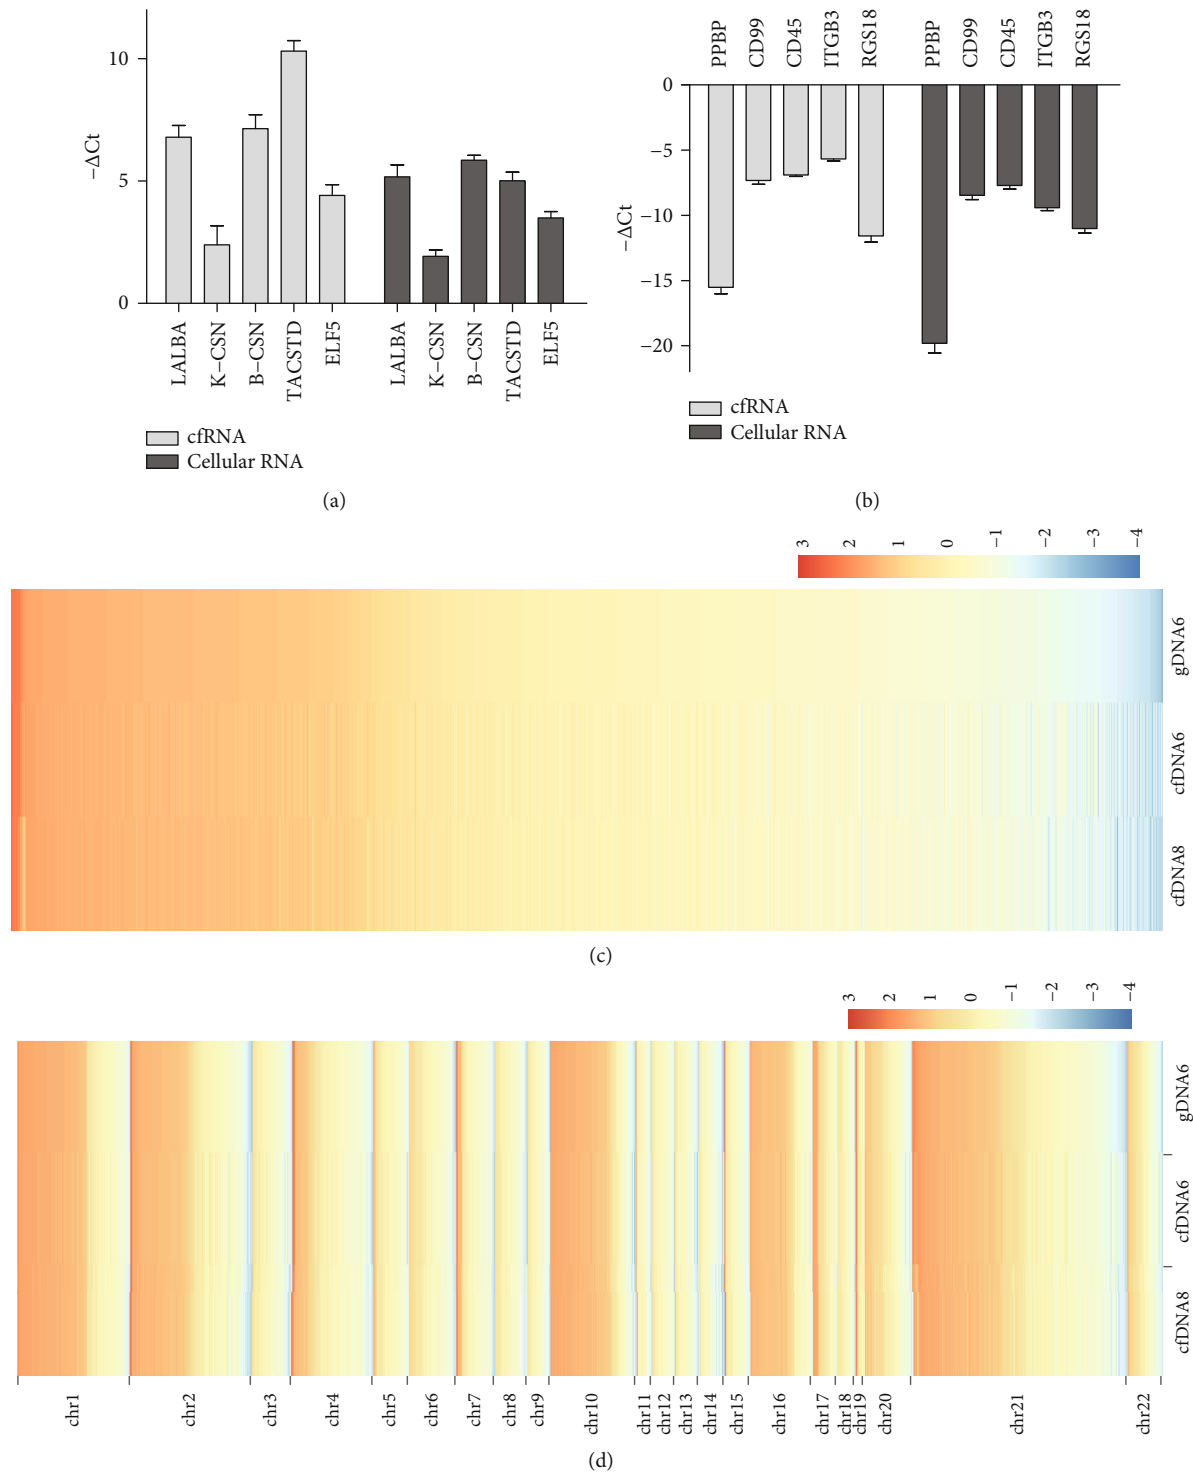 10
5
0
−ΔCt
LALBA
K−CSN
B−CSN
TACSTD
ELF5
LALBA
K−CSN
B−CSN
TACSTD
ELF5
cfRNA
Cellular RNA
(a)
PPBP
CD99
CD45
ITGB3
RGS18
PPBP
CD99
CD45
ITGB3
RGS18
0
−5
−10
−15
−20
−ΔCt
cfRNA
Cellular RNA
(b)
3
2
1
0
−1
−2
−3
−4
gDNA6
cfDNA6
cfDNA8
(c)
3
2
1
0
−1
−2
−3
−4
gDNA6
cfDNA6
cfDNA8
chr1
chr2
chr3
chr4
chr5
chr6
chr7
chr8
chr9
chr10
chr11
chr12
chr13
chr14
chr15
chr16
chr17
chr18
chr19
chr20
chr21
chr22
(d)